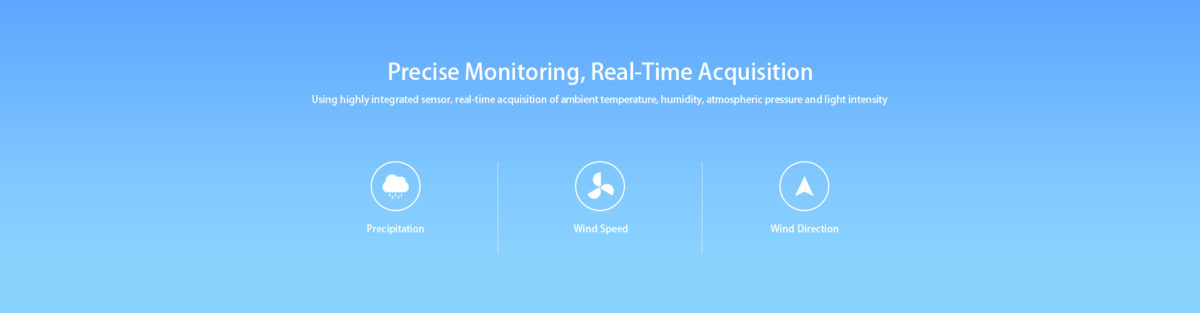 Precise Monitoring, Real-Time Acquisition
Using highly integrated sensor, real-time acquisition of ambient temperature, humidity, atmospheric pressure and light intensity
Precipitation
Wind Speed
Wind Direction